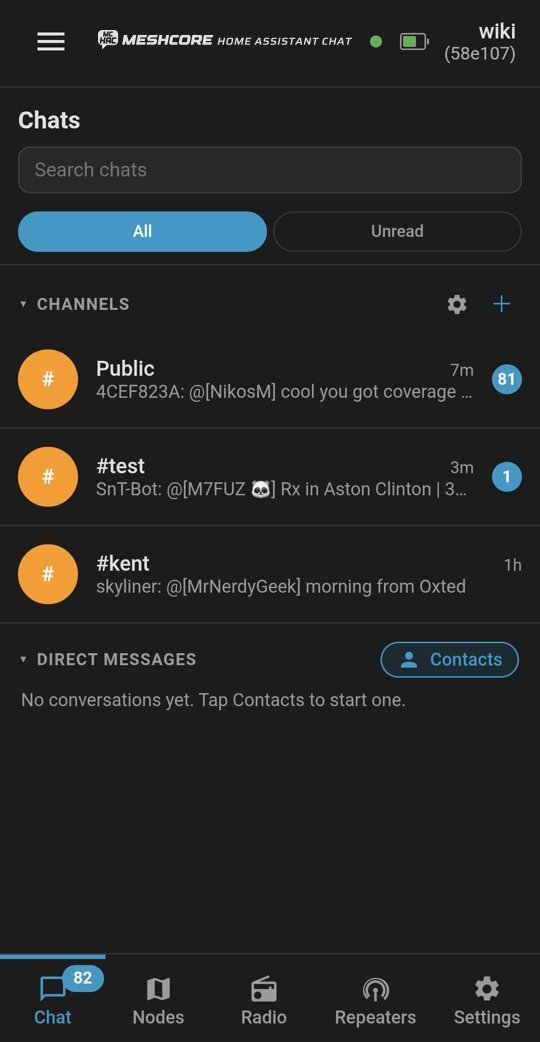 MC
HAC
MESHCORE HOME ASSISTANT CHAT
wiki
(58e107)
Chats
Search chats
All
Unread
CHANNELS
#
Public
7m
4CEF823A: @[NikosM] cool you got coverage ...
81
#
#test
3m
SnT-Bot: @[M7FUZ 🐼] Rx in Aston Clinton | 3...
1
#
#kent
1h
skyliner: @[MrNerdyGeek] morning from Oxted
DIRECT MESSAGES
Contacts
No conversations yet. Tap Contacts to start one.
82
Chat
Nodes
Radio
Repeaters
Settings